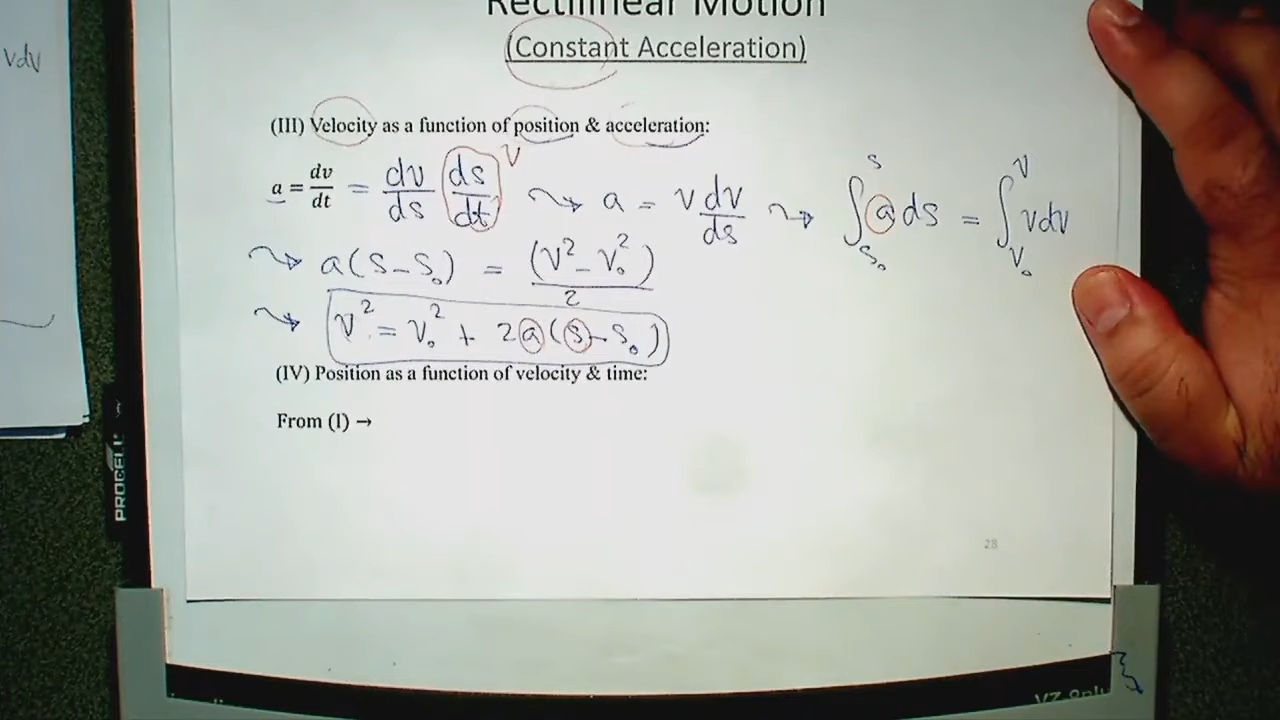 Rectilinear Motion
(Constant Acceleration)
vdv
(III) Velocity as a function of position & acceleration:
a = dv/dt = dv/ds ds/dt v ⇝ a = v dv/ds ⇝ ∫_{s₀}^{s} a ds = ∫_{v₀}^{v} v dv
⇝ a(s-s₀) = (v²-v₀²)/2
⇝ v² = v₀² + 2a(s-s₀)
(IV) Position as a function of velocity & time:
From (I) →
PROCELL
28